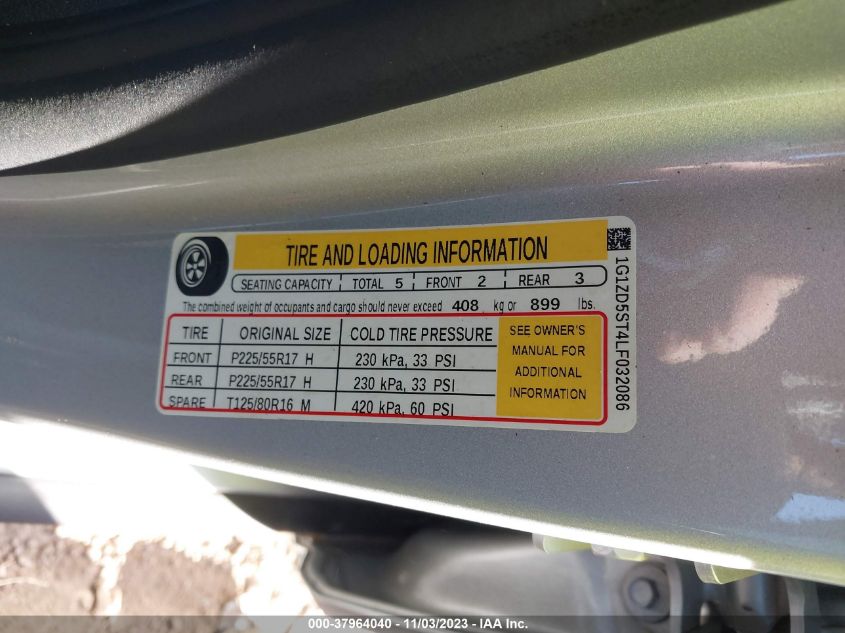 TIRE AND LOADING INFORMATION
SEATING CAPACITY TOTAL 5 FRONT 2 REAR 3
The combined weight of occupants and cargo should never exceed 408 kg or 899 lbs.
TIRE ORIGINAL SIZE COLD TIRE PRESSURE
FRONT P225/55R17 H 230 kPa, 33 PSI
REAR P225/55R17 H 230 kPa, 33 PSI
SPARE T125/80R16 M 420 kPa, 60 PSI
SEE OWNER'S
MANUAL FOR
ADDITIONAL
INFORMATION
1G1ZD5ST4LF032086
000-37964040 - 11/03/2023 - IAA Inc.